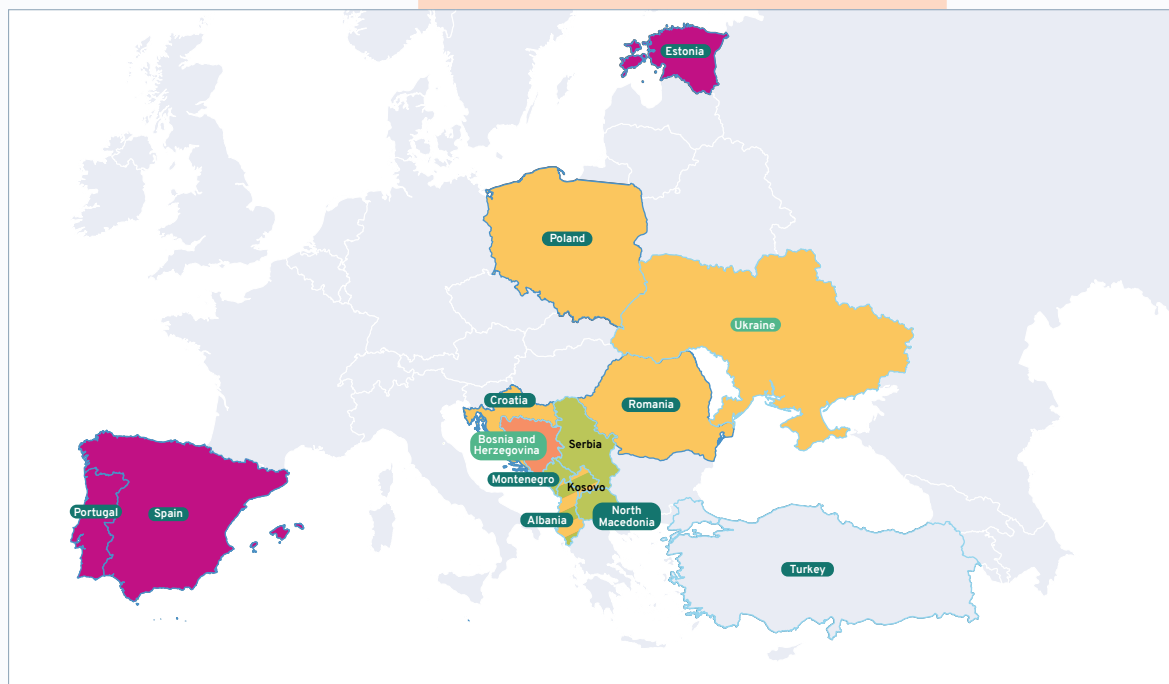 Estonia
Poland
Ukraine
Croatia
Romania
Bosnia and
Herzegovina
Serbia
Montenegro
Kosovo
Portugal
Spain
Albania
North
Macedonia
Turkey